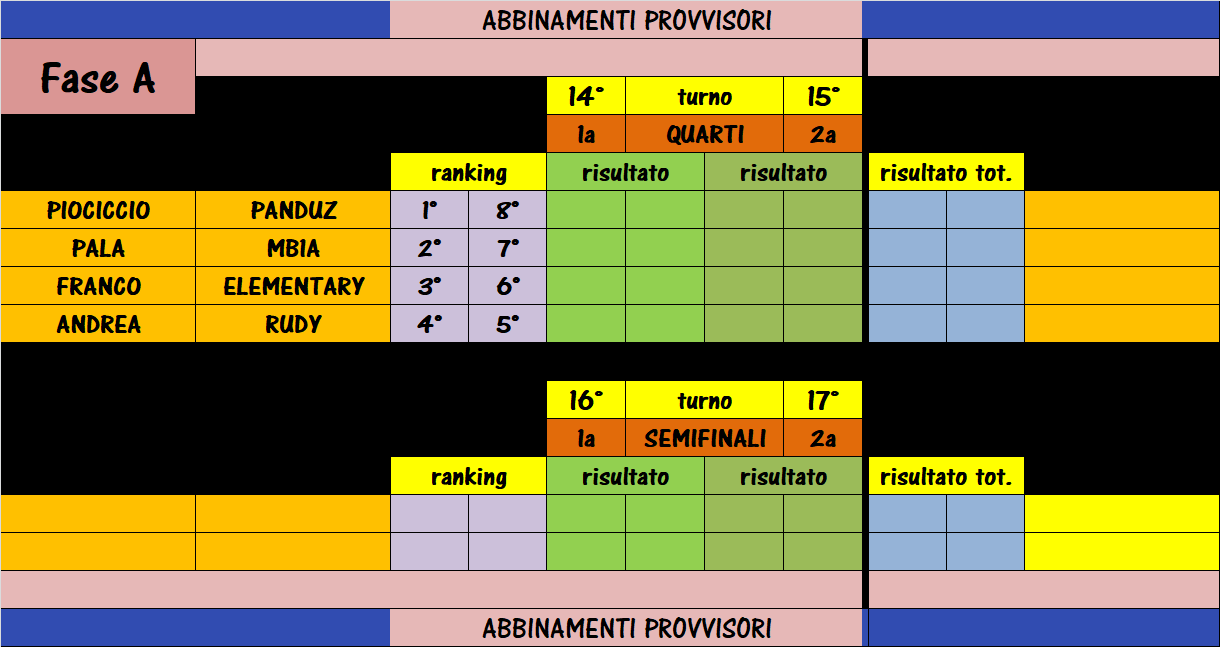 ABBINAMENTI PROVVISORI
Fase A
14° turno 15°
1a QUARTI 2a
ranking risultato risultato risultato tot.
PIOCICCIO PANDUZ 1° 8°
PALA MBIA 2° 7°
FRANCO ELEMENTARY 3° 6°
ANDREA RUDY 4° 5°
16° turno 17°
1a SEMIFINALI 2a
ranking risultato risultato risultato tot.
ABBINAMENTI PROVVISORI